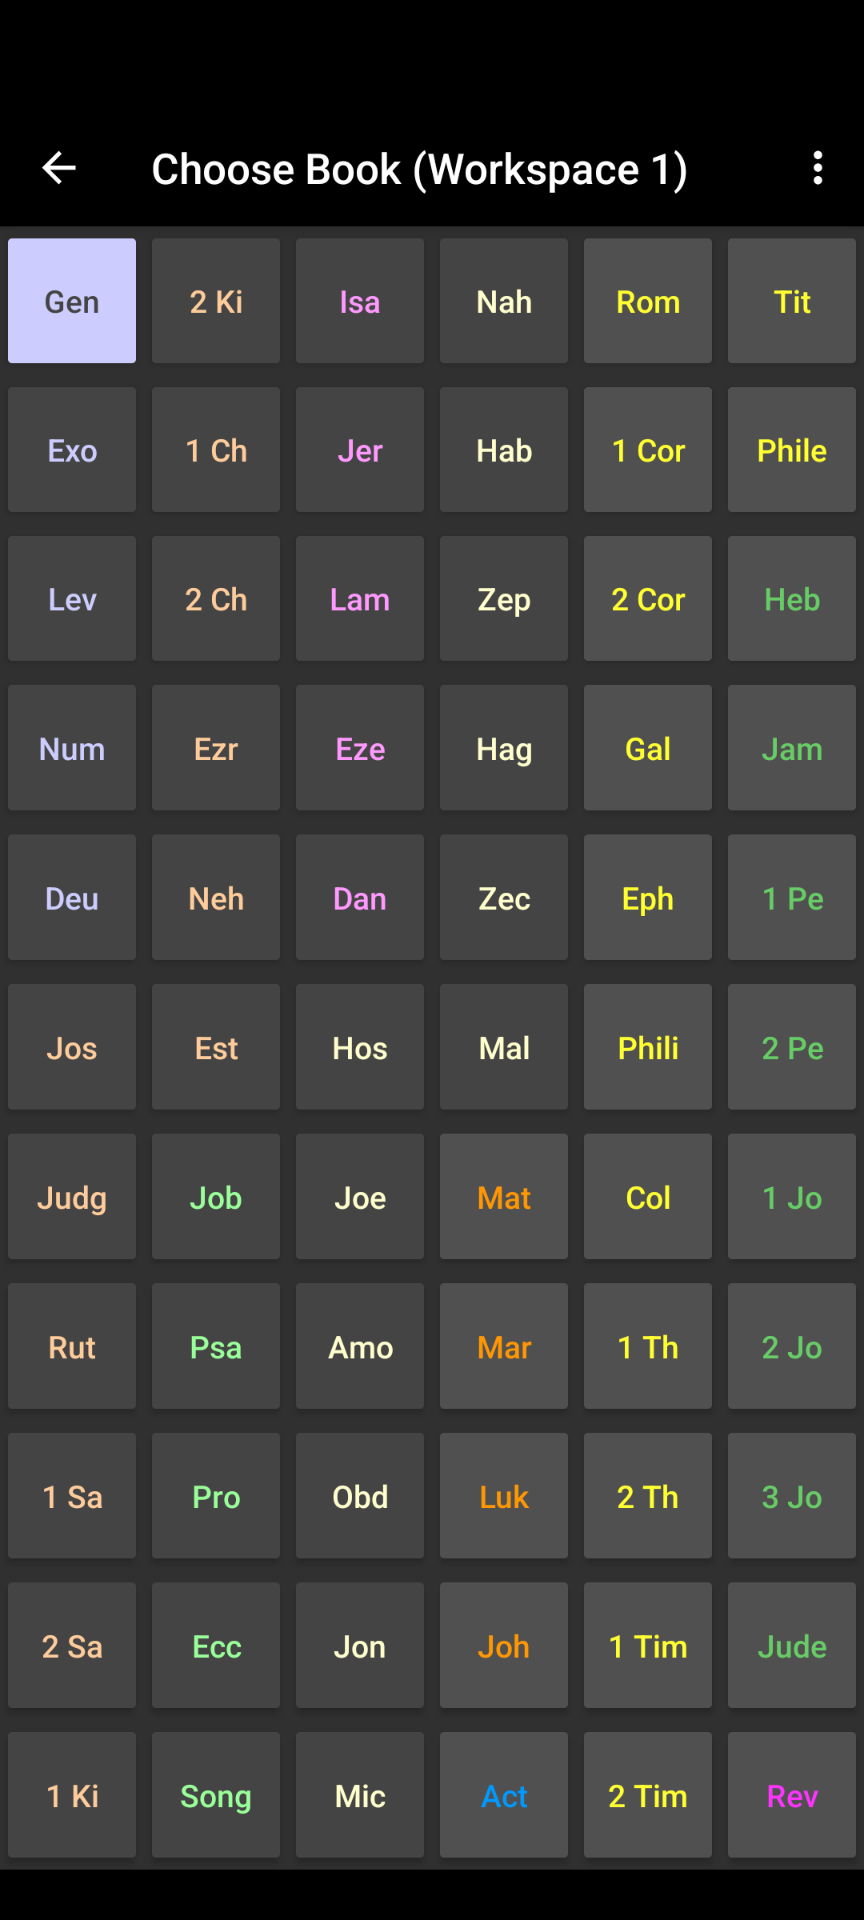 Choose Book (Workspace 1)
Gen 2 Ki Isa Nah Rom Tit
Exo 1 Ch Jer Hab 1 Cor Phile
Lev 2 Ch Lam Zep 2 Cor Heb
Num Ezr Eze Hag Gal Jam
Deu Neh Dan Zec Eph 1 Pe
Jos Est Hos Mal Phili 2 Pe
Judg Job Joe Mat Col 1 Jo
Rut Psa Amo Mar 1 Th 2 Jo
1 Sa Pro Obd Luk 2 Th 3 Jo
2 Sa Ecc Jon Joh 1 Tim Jude
1 Ki Song Mic Act 2 Tim Rev